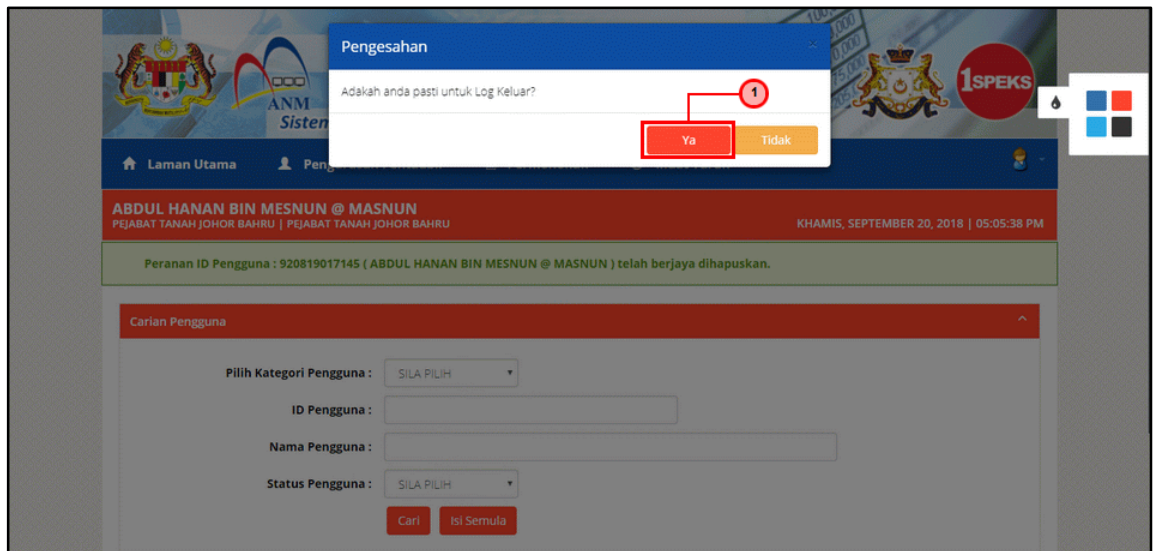 Pengesahan
×
Adakah anda pasti untuk Log Keluar?
1
Ya
Tidak
ANM
Sistem
1SPEKS
Laman Utama
ABDUL HANAN BIN MESNUN @ MASNUN
PEJABAT TANAH JOHOR BAHRU | PEJABAT TANAH JOHOR BAHRU
KHAMIS, SEPTEMBER 20, 2018 | 05:05:38 PM
Peranan ID Pengguna : 920819017145 ( ABDUL HANAN BIN MESNUN @ MASNUN ) telah berjaya dihapuskan.
Carian Pengguna
Pilih Kategori Pengguna :
SILA PILIH
ID Pengguna :
Nama Pengguna :
Status Pengguna :
SILA PILIH
Cari
Isi Semula